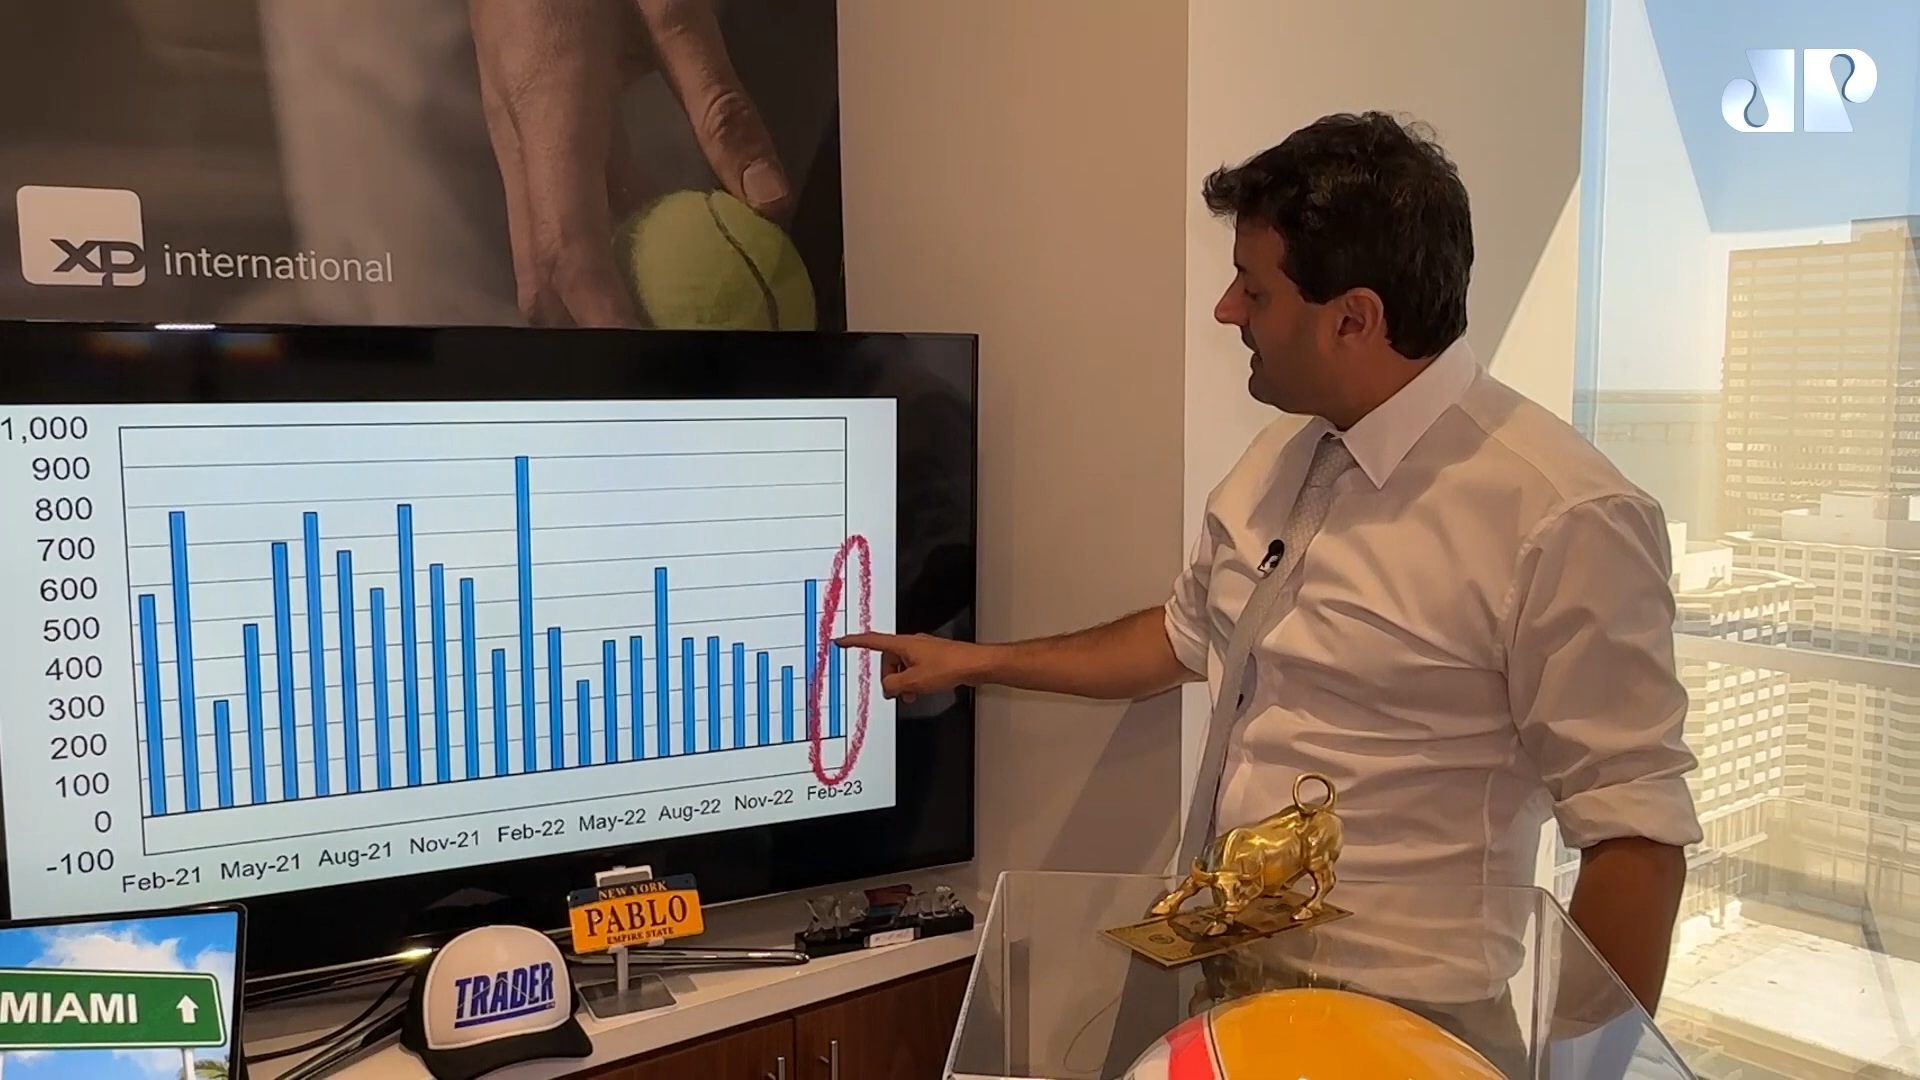 JP
XP international
1,000
900
800
700
600
500
400
300
200
100
0
-100
Feb-21 May-21 Aug-21 Nov-21 Feb-22 May-22 Aug-22 Nov-22 Feb-23
NEW YORK
PABLO
EMPIRE STATE
TRADER
MIAMI